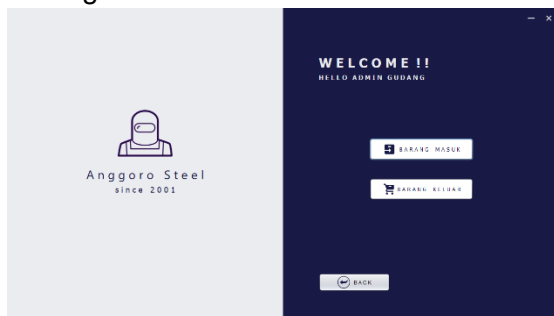 Anggoro Steel
since 2001
WELCOME !!
HELLO ADMIN GUDANG
BARANG MASUK
BARANG KELUAR
BACK